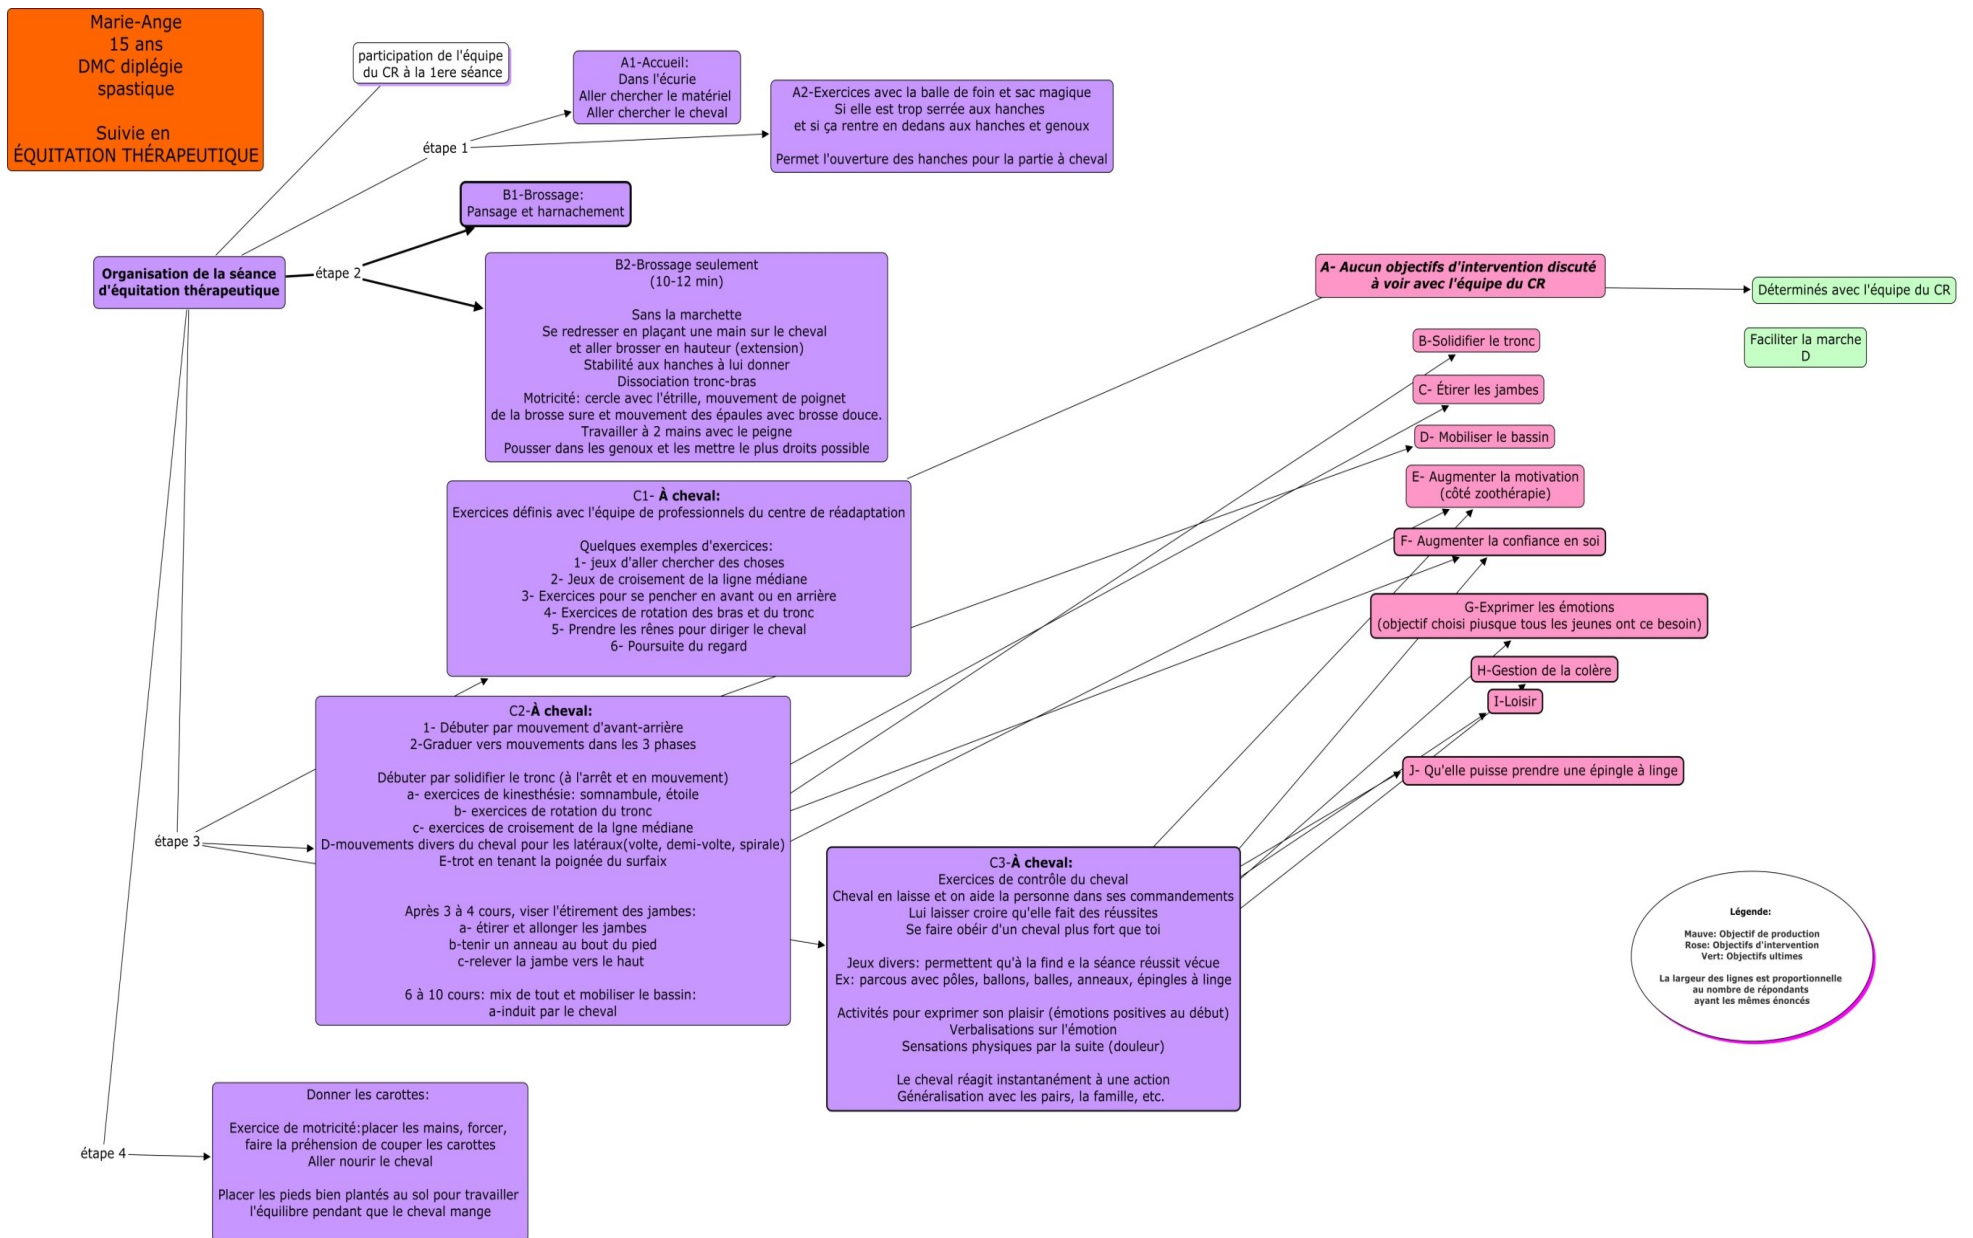 Marie-Ange
15 ans
DMC diplégie
spastique
Suivie en
ÉQUITATION THÉRAPEUTIQUE
participation de l'équipe
du CR à la 1ere séance
A1-Accueil:
Dans l'écurie
Aller chercher le matériel
Aller chercher le cheval
A2-Exercices avec la balle de foin et sac magique
Si elle est trop serrée aux hanches
et si ça rentre en dedans aux hanches et genoux
Permet l'ouverture des hanches pour la partie à cheval
étape 1
B1-Brossage:
Pansage et harnachement
Organisation de la séance
d'équitation thérapeutique
étape 2
B2-Brossage seulement
(10-12 min)
Sans la marchette
Se redresser en plaçant une main sur le cheval
et aller brosser en hauteur (extension)
Stabilité aux hanches à lui donner
Dissociation tronc-bras
Motricité: cercle avec l'étrille, mouvement de poignet
de la brosse sure et mouvement des épaules avec brosse douce.
Travailler à 2 mains avec le peigne
Pousser dans les genoux et les mettre le plus droits possible
A- Aucun objectifs d'intervention discuté
à voir avec l'équipe du CR
Déterminés avec l'équipe du CR
B-Solidifier le tronc
Faciliter la marche
D
C- Étirer les jambes
D- Mobiliser le bassin
E- Augmenter la motivation
(côté zoothérapie)
F- Augmenter la confiance en soi
G-Exprimer les émotions
(objectif choisi piusque tous les jeunes ont ce besoin)
H-Gestion de la colère
I-Loisir
J- Qu'elle puisse prendre une épingle à linge
C1- À cheval:
Exercices définis avec l'équipe de professionnels du centre de réadaptation
Quelques exemples d'exercices:
1- jeux d'aller chercher des choses
2- Jeux de croisement de la ligne médiane
3- Exercices pour se pencher en avant ou en arrière
4- Exercices de rotation des bras et du tronc
5- Prendre les rênes pour diriger le cheval
6- Poursuite du regard
étape 3
C2-À cheval:
1- Débuter par mouvement d'avant-arrière
2-Graduer vers mouvements dans les 3 phases
Débuter par solidifier le tronc (à l'arrêt et en mouvement)
a- exercices de kinesthésie: somnambule, étoile
b- exercices de rotation du tronc
c- exercices de croisement de la lgne médiane
D-mouvements divers du cheval pour les latéraux(volte, demi-volte, spirale)
E-trot en tenant la poignée du surfaix
Après 3 à 4 cours, viser l'étirement des jambes:
a- étirer et allonger les jambes
b-tenir un anneau au bout du pied
c-relever la jambe vers le haut
6 à 10 cours: mix de tout et mobiliser le bassin:
a-induit par le cheval
C3-À cheval:
Exercices de contrôle du cheval
Cheval en laisse et on aide la personne dans ses commandements
Lui laisser croire qu'elle fait des réussites
Se faire obéir d'un cheval plus fort que toi
Jeux divers: permettent qu'à la find e la séance réussit vécue
Ex: parcous avec pôles, ballons, balles, anneaux, épingles à linge
Activités pour exprimer son plaisir (émotions positives au début)
Verbalisations sur l'émotion
Sensations physiques par la suite (douleur)
Le cheval réagit instantanément à une action
Généralisation avec les pairs, la famille, etc.
Légende:
Mauve: Objectif de production
Rose: Objectifs d'intervention
Vert: Objectifs ultimes
La largeur des lignes est proportionnelle
au nombre de répondants
ayant les mêmes énoncés
étape 4
Donner les carottes:
Exercice de motricité:placer les mains, forcer,
faire la préhension de couper les carottes
Aller nourir le cheval
Placer les pieds bien plantés au sol pour travailler
l'équilibre pendant que le cheval mange